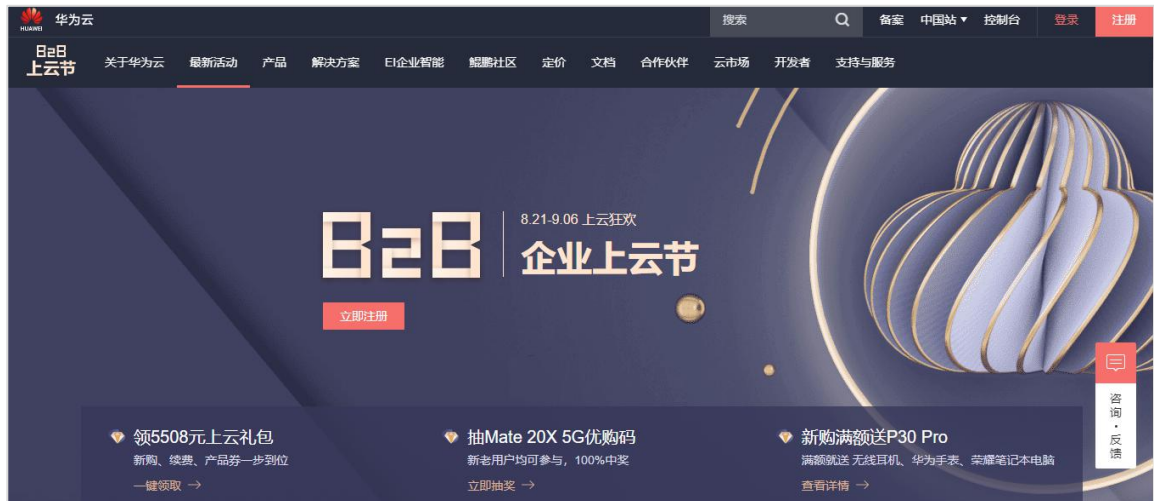 HUAWEI 华为云 搜索 备案 中国站 ▾ 控制台 登录 注册
B2B
上云节 关于华为云 最新活动 产品 解决方案 EI企业智能 鲲鹏社区 定价 文档 合作伙伴 云市场 开发者 支持与服务
B2B
8.21-9.06 上云狂欢
企业上云节
立即注册
咨询·反馈
领5508元上云礼包
新购、续费、产品券一步到位
一键领取 →
抽Mate 20X 5G优购码
新老用户均可参与，100%中奖
立即抽奖 →
新购满额送P30 Pro
满额就送 无线耳机、华为手表、荣耀笔记本电脑
查看详情 →